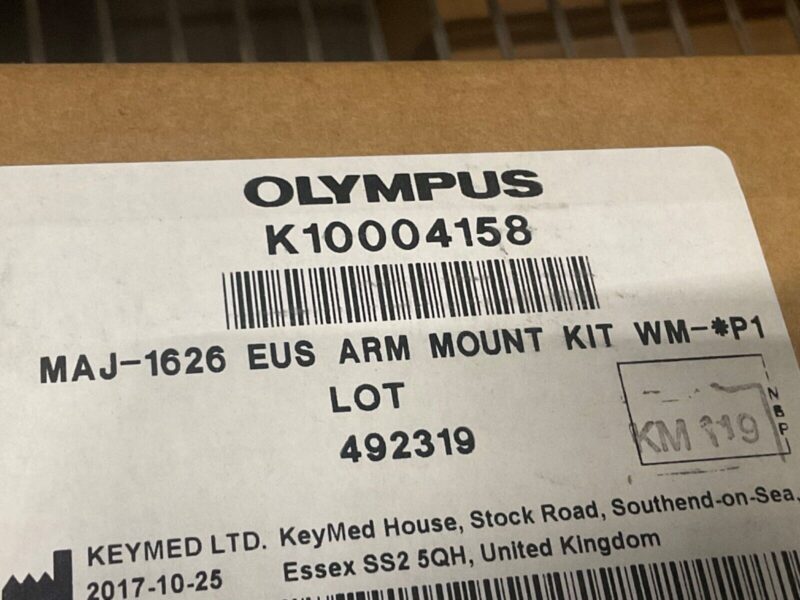 OLYMPUS
K10004158
MAJ-1626 EUS ARM MOUNT KIT WM-*P1
LOT
492319
KM 119
NBP
KEYMED LTD. KeyMed House, Stock Road, Southend-on-Sea,
2017-10-25 Essex SS2 5QH, United Kingdom